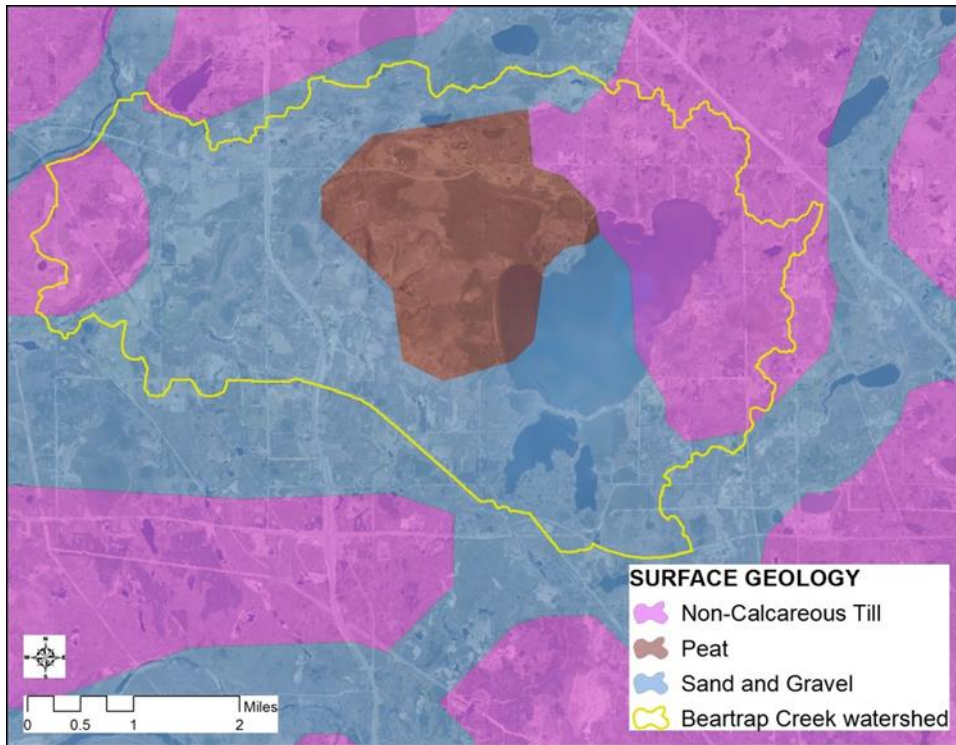 SURFACE GEOLOGY
Non-Calcareous Till
Peat
Sand and Gravel
Beartrap Creek watershed
N
W E
S
Miles
0 0.5 1 2